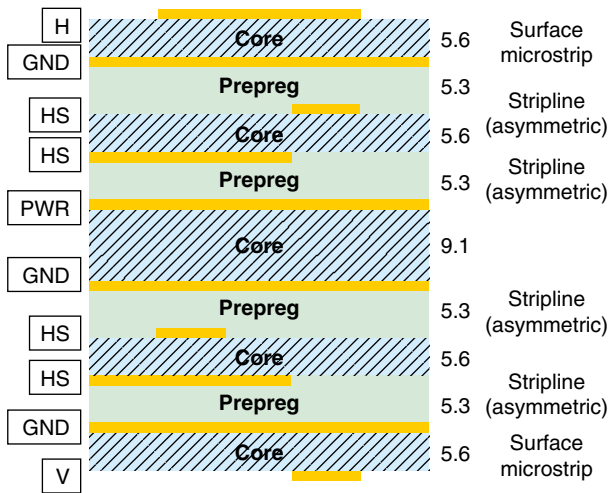 H
Core
5.6
Surface
microstrip
GND
Prepreg
5.3
Stripline
(asymmetric)
HS
Core
5.6
HS
Prepreg
5.3
Stripline
(asymmetric)
PWR
Core
9.1
GND
Prepreg
5.3
Stripline
(asymmetric)
HS
Core
5.6
HS
Prepreg
5.3
Stripline
(asymmetric)
GND
Core
5.6
Surface
microstrip
V